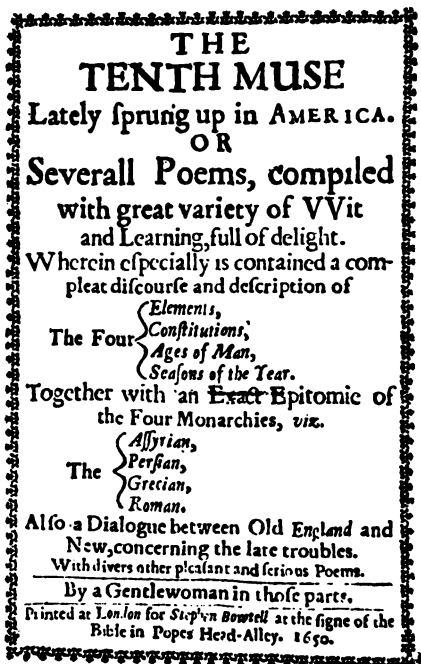 THE
TENTH MUSE
Lately ſprung up in AMERICA.
OR
Severall Poems, compiled
with great variety of VVit
and Learning, full of delight.
Wherein eſpecially is contained a com-
pleat diſcourſe and deſcription of
The Four
Elements,
Conſtitutions,
Ages of Man,
Seaſons of the Year.
Together with an Exact Epitomie of
the Four Monarchies, viz.
The
Aſſyrian,
Perſian,
Grecian,
Roman.
Alſo a Dialogue between Old England and
New, concerning the late troubles.
With divers other pleaſant and ſerious Poems.
By a Gentlewoman in thoſe parts.
Printed at London for Stephen Bowtell at the ſigne of the
Bible in Popes Head-Alley. 1650.